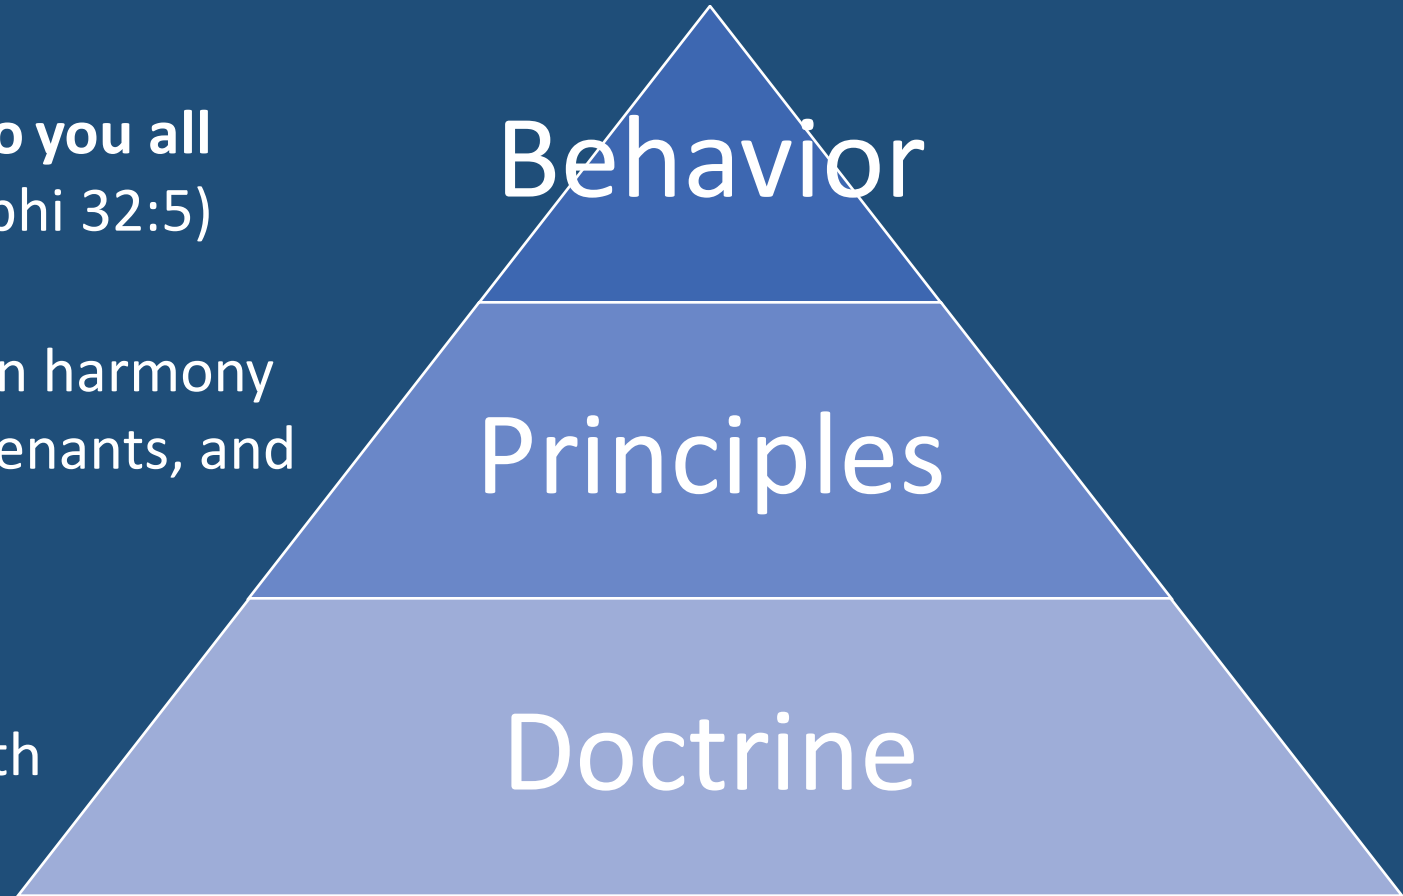 o you all
phi 32:5)
n harmony
enants, and
th
Behavior
Principles
Doctrine